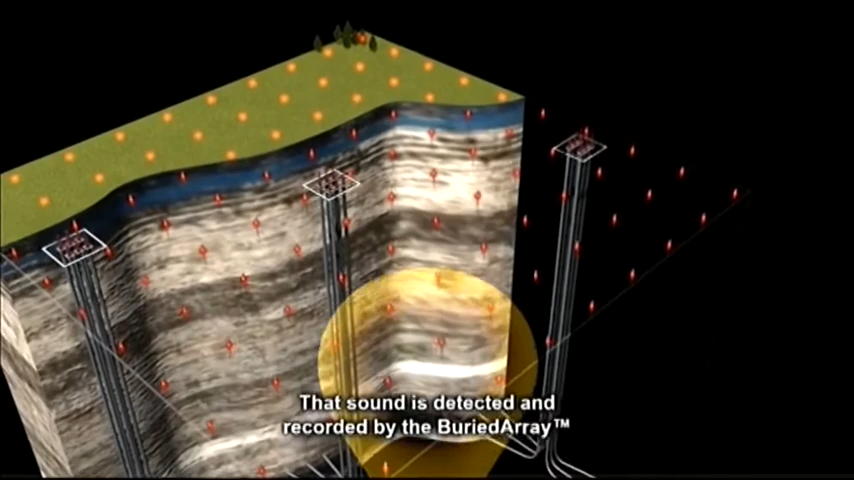 That sound is detected and
recorded by the BuriedArray™